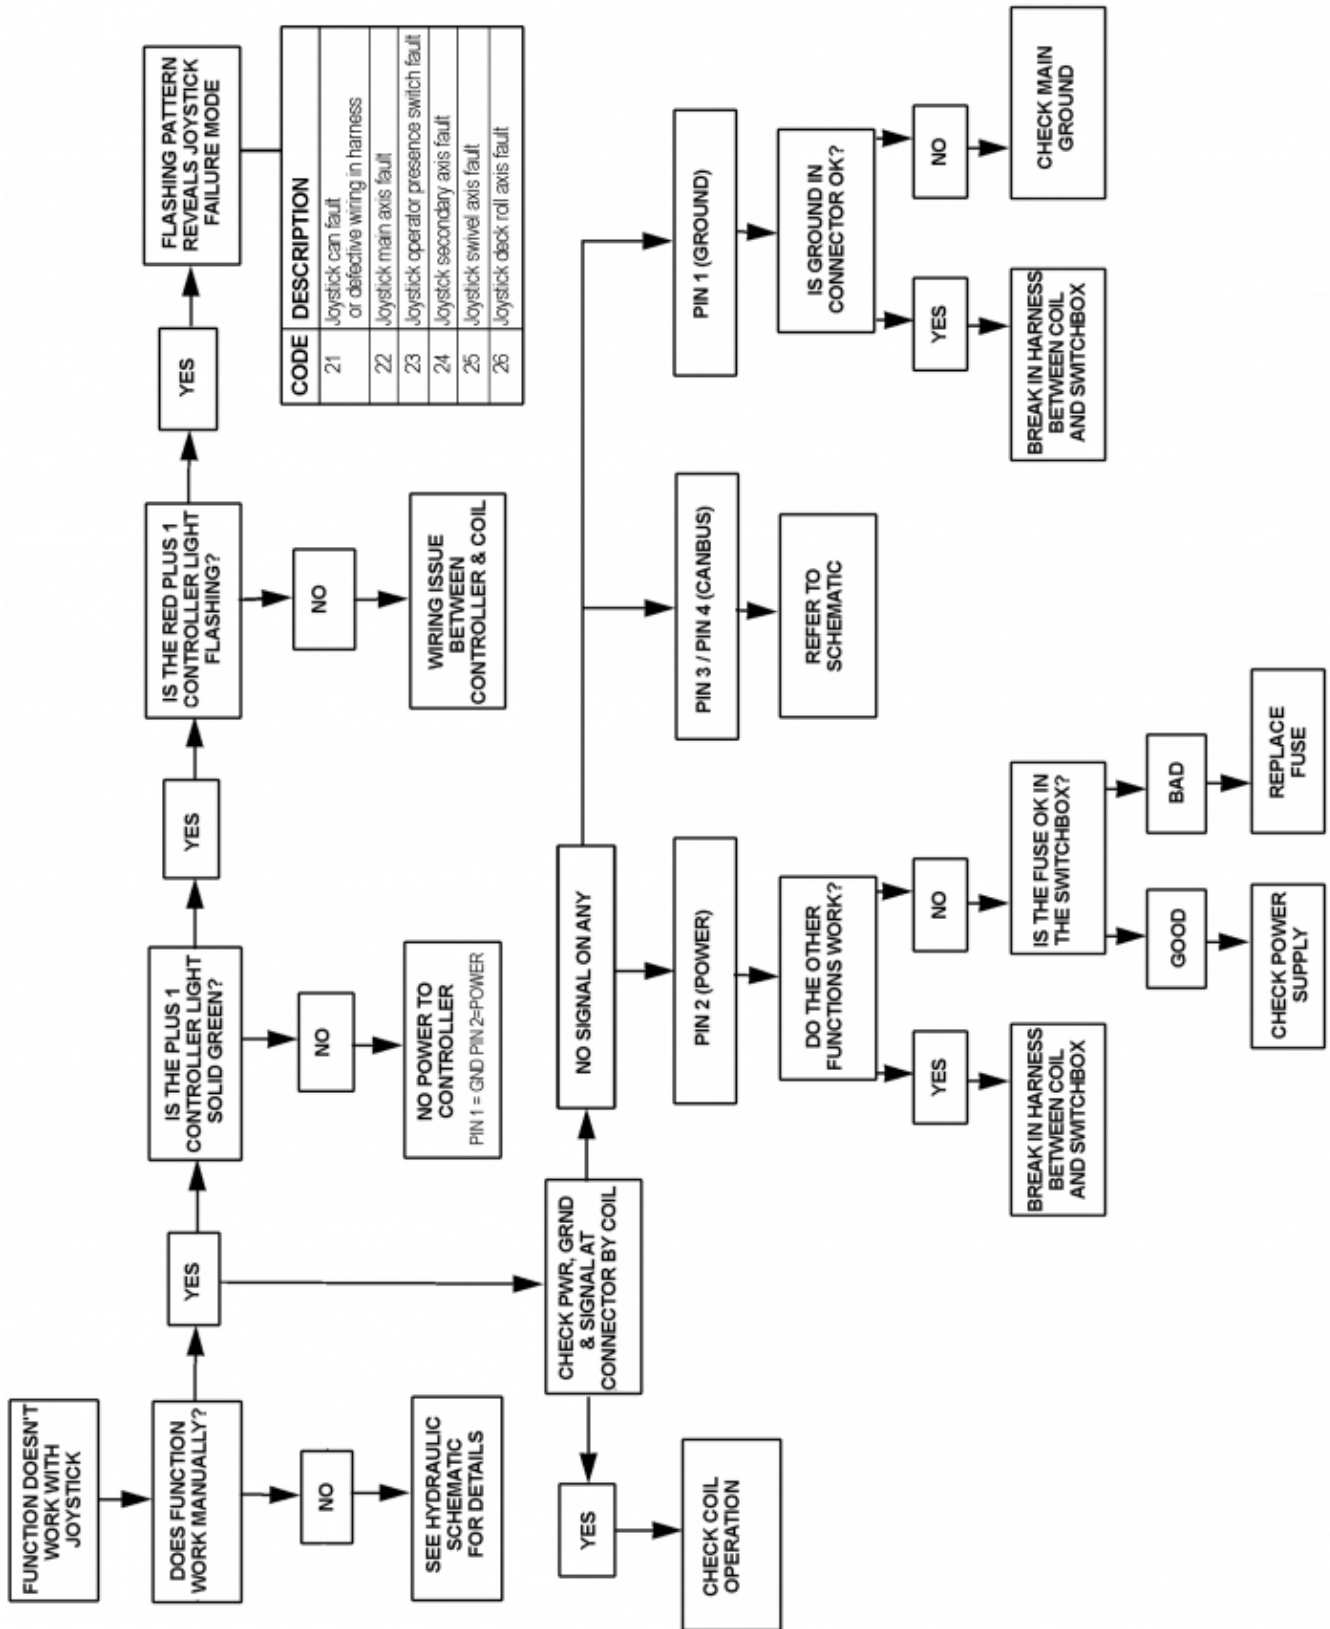 FUNCTION DOESN'T
WORK WITH
JOYSTICK
DOES FUNCTION
WORK MANUALLY?
YES
NO
SEE HYDRAULIC
SCHEMATIC
FOR DETAILS
IS THE PLUS 1
CONTROLLER LIGHT
SOLID GREEN?
YES
NO
NO POWER TO
CONTROLLER
PIN 1 = GND PIN 2=POWER
IS THE RED PLUS 1
CONTROLLER LIGHT
FLASHING?
YES
NO
WIRING ISSUE
BETWEEN
CONTROLLER & COIL
FLASHING PATTERN
REVEALS JOYSTICK
FAILURE MODE
CODE DESCRIPTION
21 Joystick can fault
or defective wiring in harness
22 Joystick main axis fault
23 Joystick operator presence switch fault
24 Joystck secondary axis fault
25 Joystick swivel axis fault
26 Joystick deck roll axis fault
CHECK PWR, GRND
& SIGNAL AT
CONNECTOR BY COIL
YES
CHECK COIL
OPERATION
NO SIGNAL ON ANY
PIN 2 (POWER)
DO THE OTHER
FUNCTIONS WORK?
YES
BREAK IN HARNESS
BETWEEN COIL
AND SWITCHBOX
NO
IS THE FUSE OK IN
THE SWITCHBOX?
GOOD
CHECK POWER
SUPPLY
BAD
REPLACE
FUSE
PIN 3 / PIN 4 (CANBUS)
REFER TO
SCHEMATIC
PIN 1 (GROUND)
IS GROUND IN
CONNECTOR OK?
YES
BREAK IN HARNESS
BETWEEN COIL
AND SWITCHBOX
NO
CHECK MAIN
GROUND